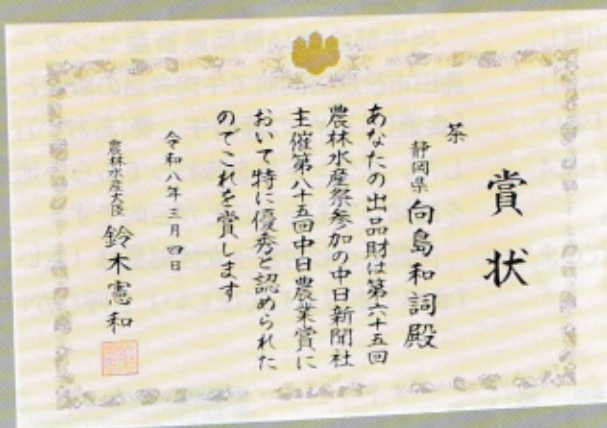 賞状
茶
静岡県 向島和詞殿
あなたの出品財は第六十五回
農林水産祭参加の中日新聞社
主催第八十五回中日農業賞に
おいて特に優秀と認められた
のでこれを賞します
令和八年三月四日
農林水産大臣 鈴木憲和